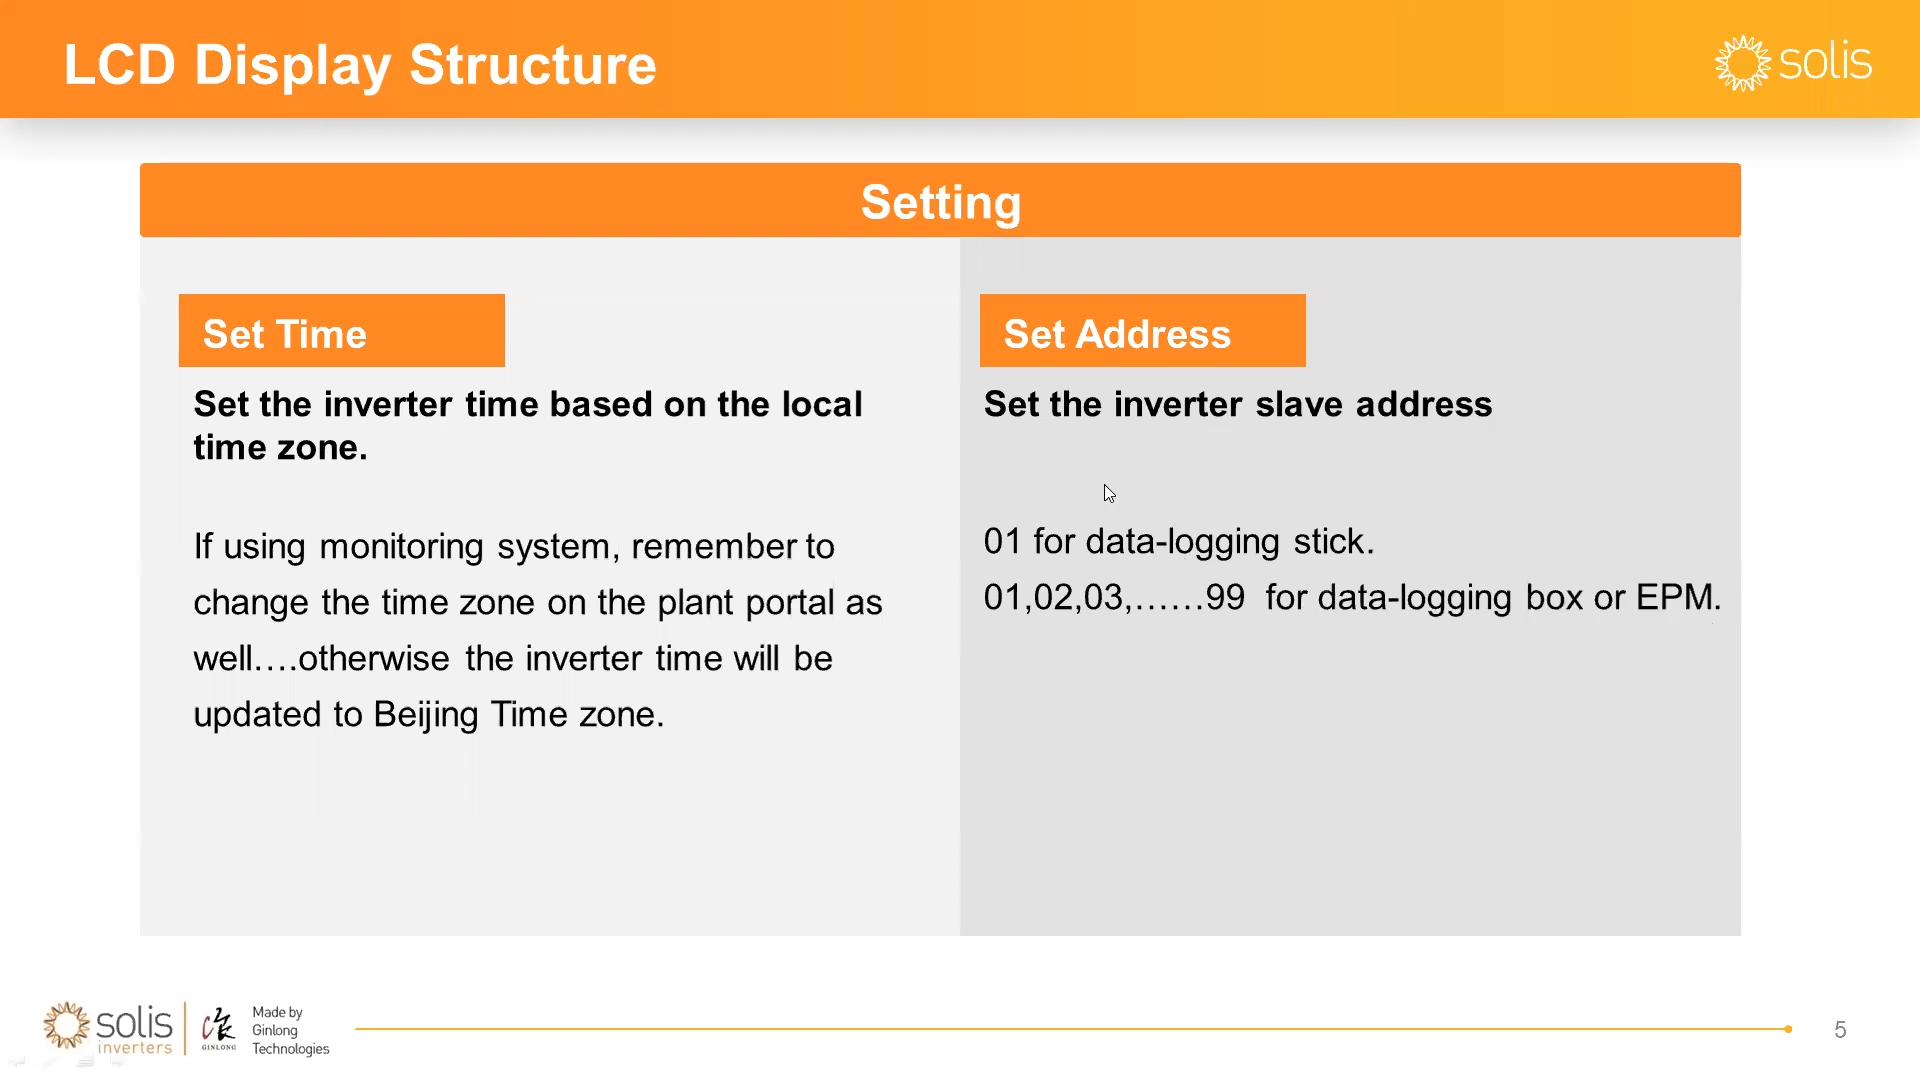 LCD Display Structure
solis
Setting
Set Time
Set the inverter time based on the local
time zone.
If using monitoring system, remember to
change the time zone on the plant portal as
well….otherwise the inverter time will be
updated to Beijing Time zone.
Set Address
Set the inverter slave address
01 for data-logging stick.
01,02,03,……99 for data-logging box or EPM.
solis
inverters
GINLONG
Made by
Ginlong
Technologies
5